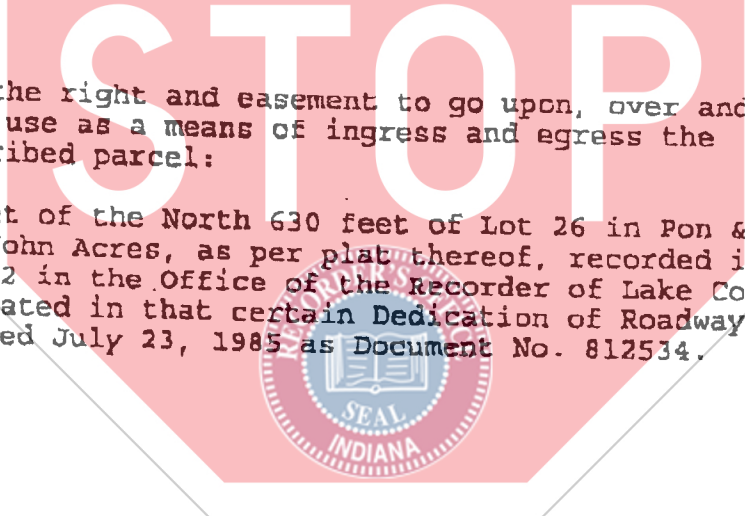 STOP
the right and easement to go upon, over and
use as a means of ingress and egress the
ribed parcel:
t of the North 630 feet of Lot 26 in Pon &
ohn Acres, as per plat thereof, recorded i
2 in the Office of the Recorder of Lake Co
ated in that certain Dedication of Roadway
ed July 23, 1985 as Document No. 812534.
SEAL
INDIANA